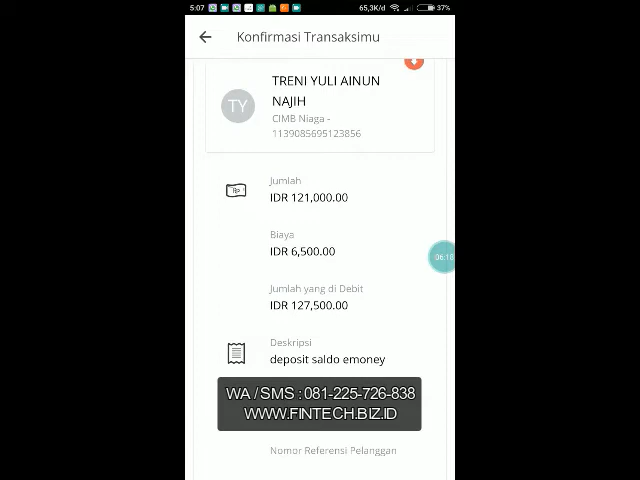 5:07
65,3K/d
37%
Konfirmasi Transaksimu
TY
TRENI YULI AINUN
NAJIH
CIMB Niaga -
1139085695123856
Jumlah
Rp
IDR 121,000.00
Biaya
IDR 6,500.00
06:18
Jumlah yang di Debit
IDR 127,500.00
Deskripsi
deposit saldo emoney
WA / SMS : 081-225-726-838
WWW.FINTECH.BIZ.ID
Nomor Referensi Pelanggan